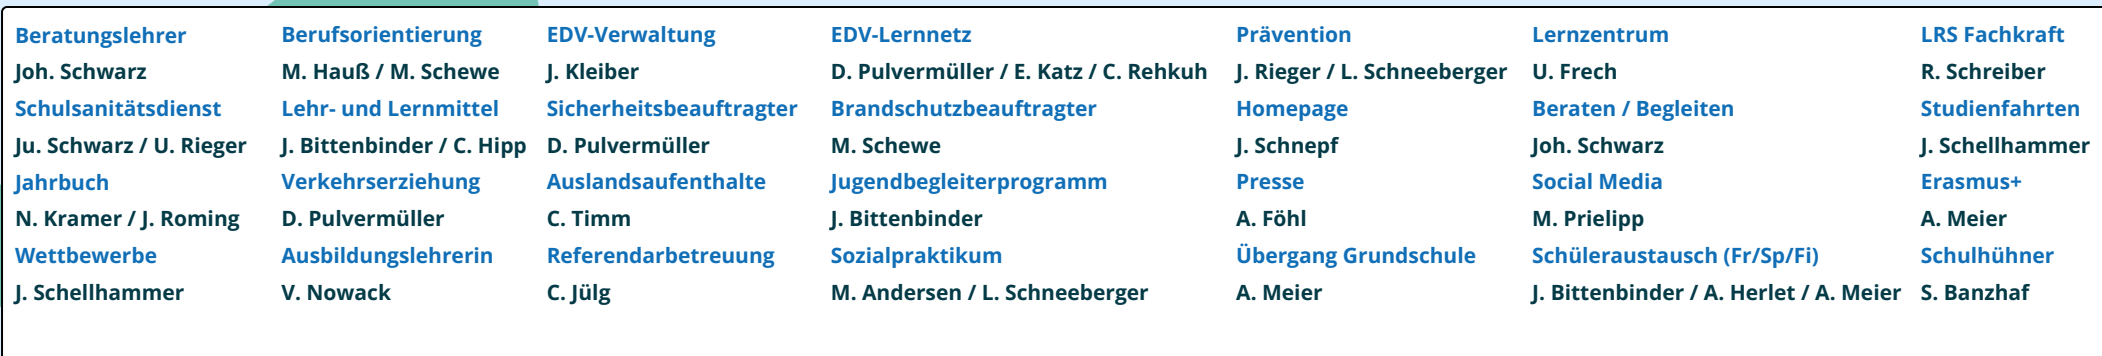 Beratungslehrer Berufsorientierung EDV-Verwaltung EDV-Lernnetz Prävention Lernzentrum LRS Fachkraft
Joh. Schwarz M. Hauß / M. Schewe J. Kleiber D. Pulvermüller / E. Katz / C. Rehkuh J. Rieger / L. Schneeberger U. Frech R. Schreiber
Schulsanitätsdienst Lehr- und Lernmittel Sicherheitsbeauftragter Brandschutzbeauftragter Homepage Beraten / Begleiten Studienfahrten
Ju. Schwarz / U. Rieger J. Bittenbinder / C. Hipp D. Pulvermüller M. Schewe J. Schnepf Joh. Schwarz J. Schellhammer
Jahrbuch Verkehrserziehung Auslandsaufenthalte Jugendbegleiterprogramm Presse Social Media Erasmus+
N. Kramer / J. Roming D. Pulvermüller C. Timm J. Bittenbinder A. Föhl M. Prielipp A. Meier
Wettbewerbe Ausbildungslehrerin Referendarbetreuung Sozialpraktikum Übergang Grundschule Schüleraustausch (Fr/Sp/Fi) Schulhühner
J. Schellhammer V. Nowack C. Jülg M. Andersen / L. Schneeberger A. Meier J. Bittenbinder / A. Herlet / A. Meier S. Banzhaf